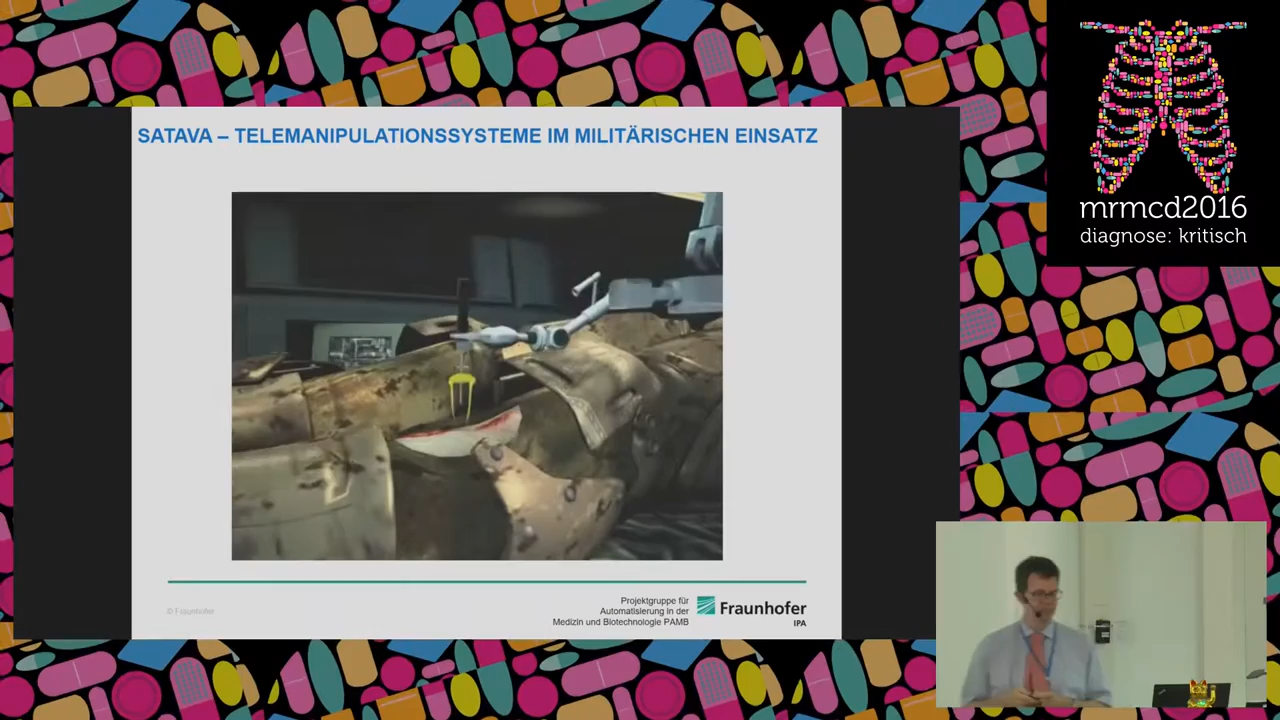 SATAVA – TELEMANIPULATIONSSYSTEME IM MILITÄRISCHEN EINSATZ
© Fraunhofer
Projektgruppe für
Automatisierung in der
Medizin und Biotechnologie PAMB
Fraunhofer
IPA
mrmcd2016
diagnose: kritisch